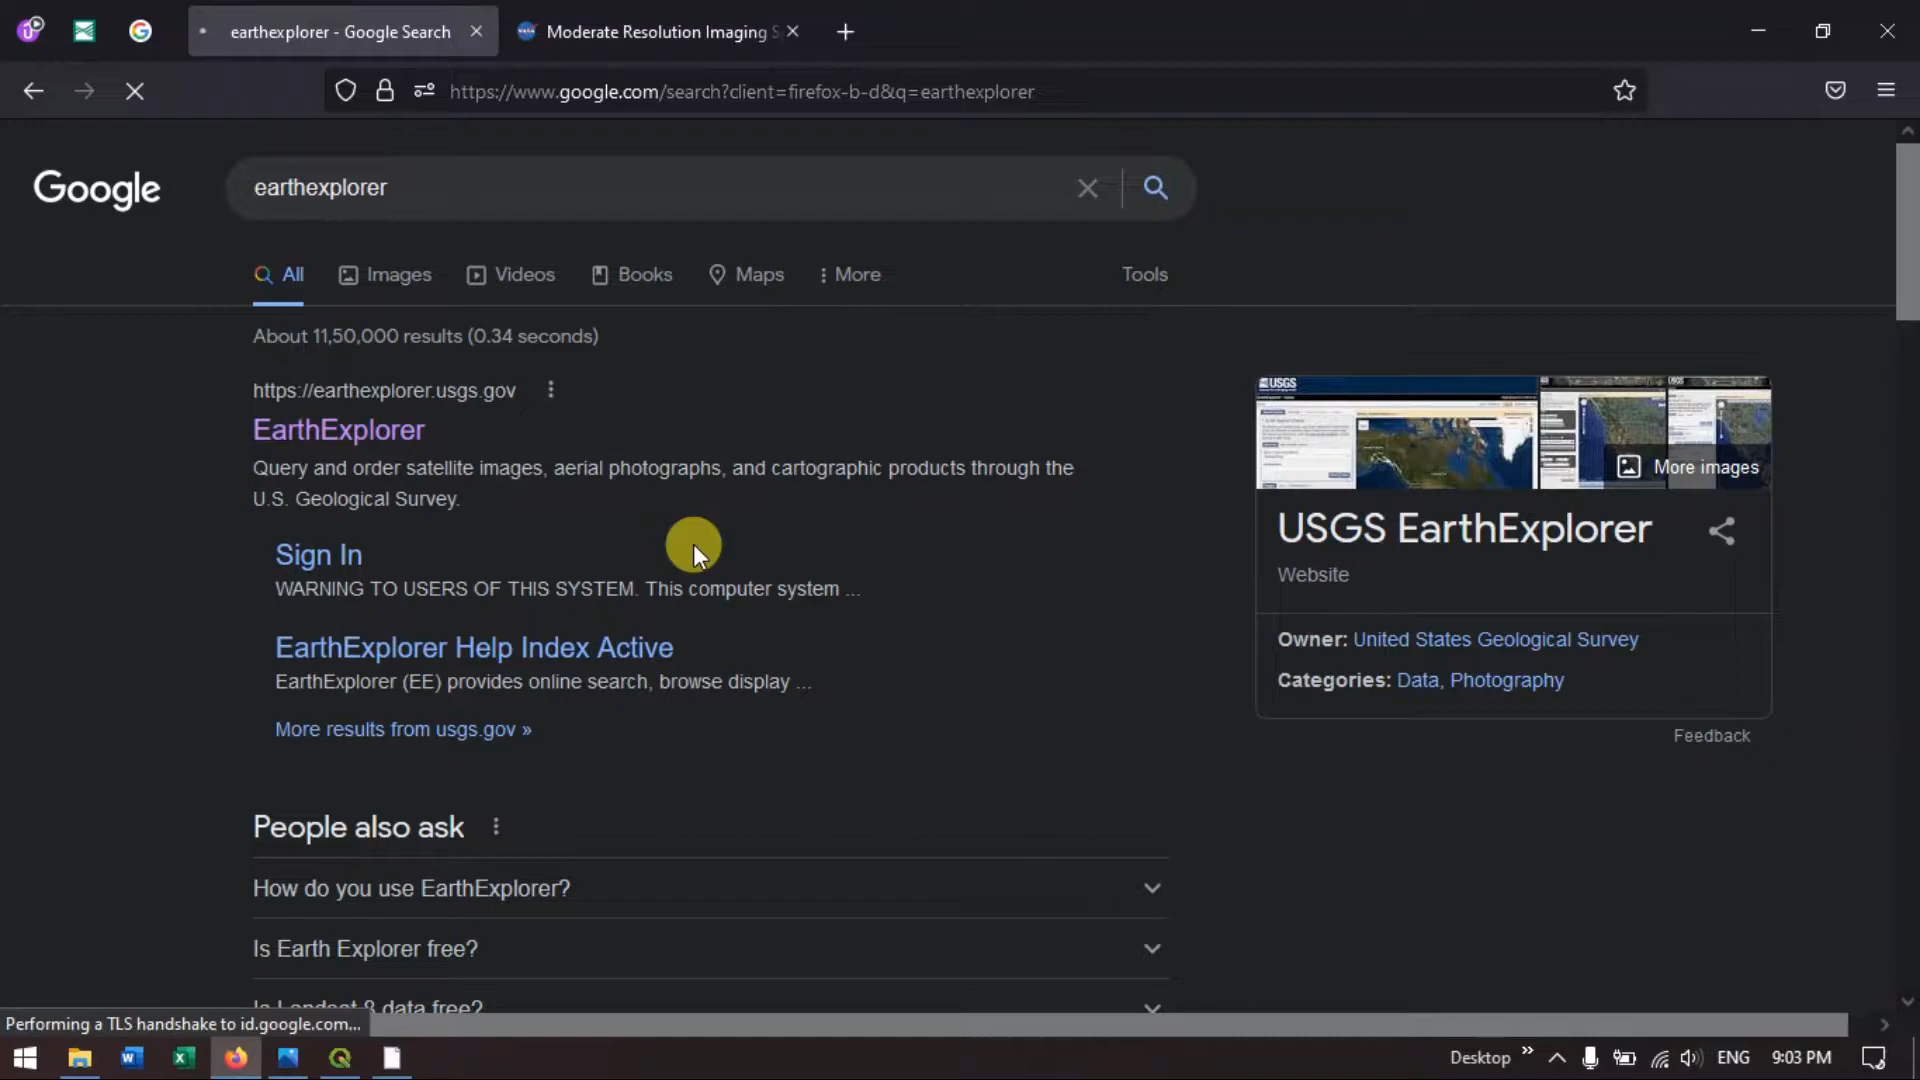 earthexplorer - Google Search
Moderate Resolution Imaging S
https://www.google.com/search?client=firefox-b-d&q=earthexplorer
Google
earthexplorer
All
Images
Videos
Books
Maps
More
Tools
About 11,50,000 results (0.34 seconds)
https://earthexplorer.usgs.gov
EarthExplorer
Query and order satellite images, aerial photographs, and cartographic products through the
U.S. Geological Survey.
Sign In
WARNING TO USERS OF THIS SYSTEM. This computer system ...
EarthExplorer Help Index Active
EarthExplorer (EE) provides online search, browse display ...
More results from usgs.gov »
USGS
More images
USGS EarthExplorer
Website
Owner: United States Geological Survey
Categories: Data, Photography
Feedback
People also ask
How do you use EarthExplorer?
Is Earth Explorer free?
Is Landsat 8 data free?
Performing a TLS handshake to id.google.com...
Desktop
ENG
9:03 PM